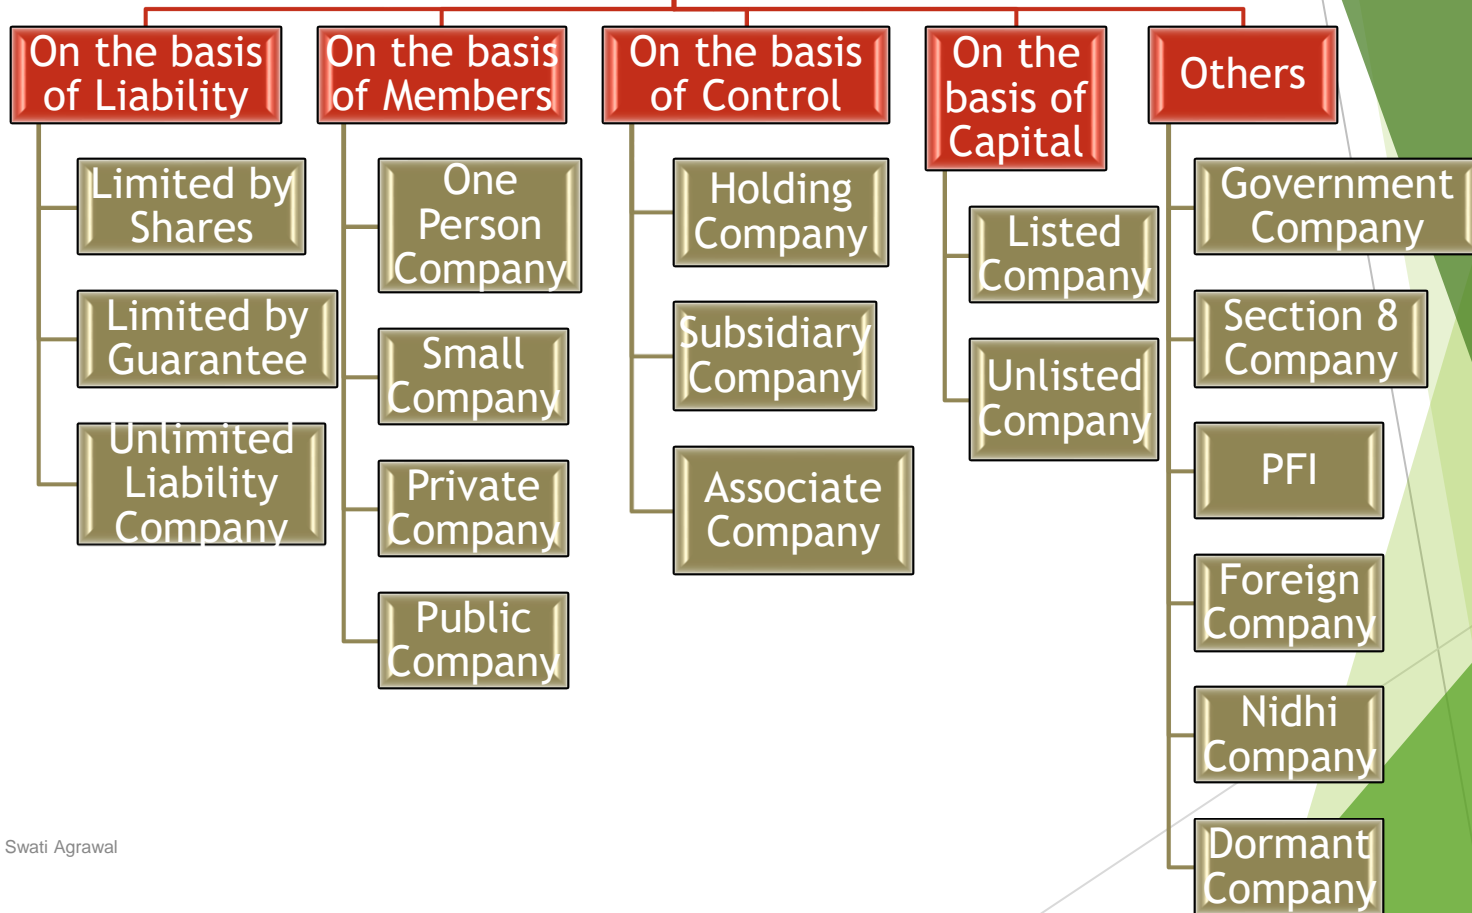 On the basis
of Liability
Limited by
Shares
Limited by
Guarantee
Unlimited
Liability
Company
On the basis
of Members
One
Person
Company
Small
Company
Private
Company
Public
Company
On the basis
of Control
Holding
Company
Subsidiary
Company
Associate
Company
On the
basis of
Capital
Listed
Company
Unlisted
Company
Others
Government
Company
Section 8
Company
PFI
Foreign
Company
Nidhi
Company
Dormant
Company
Swati Agrawal